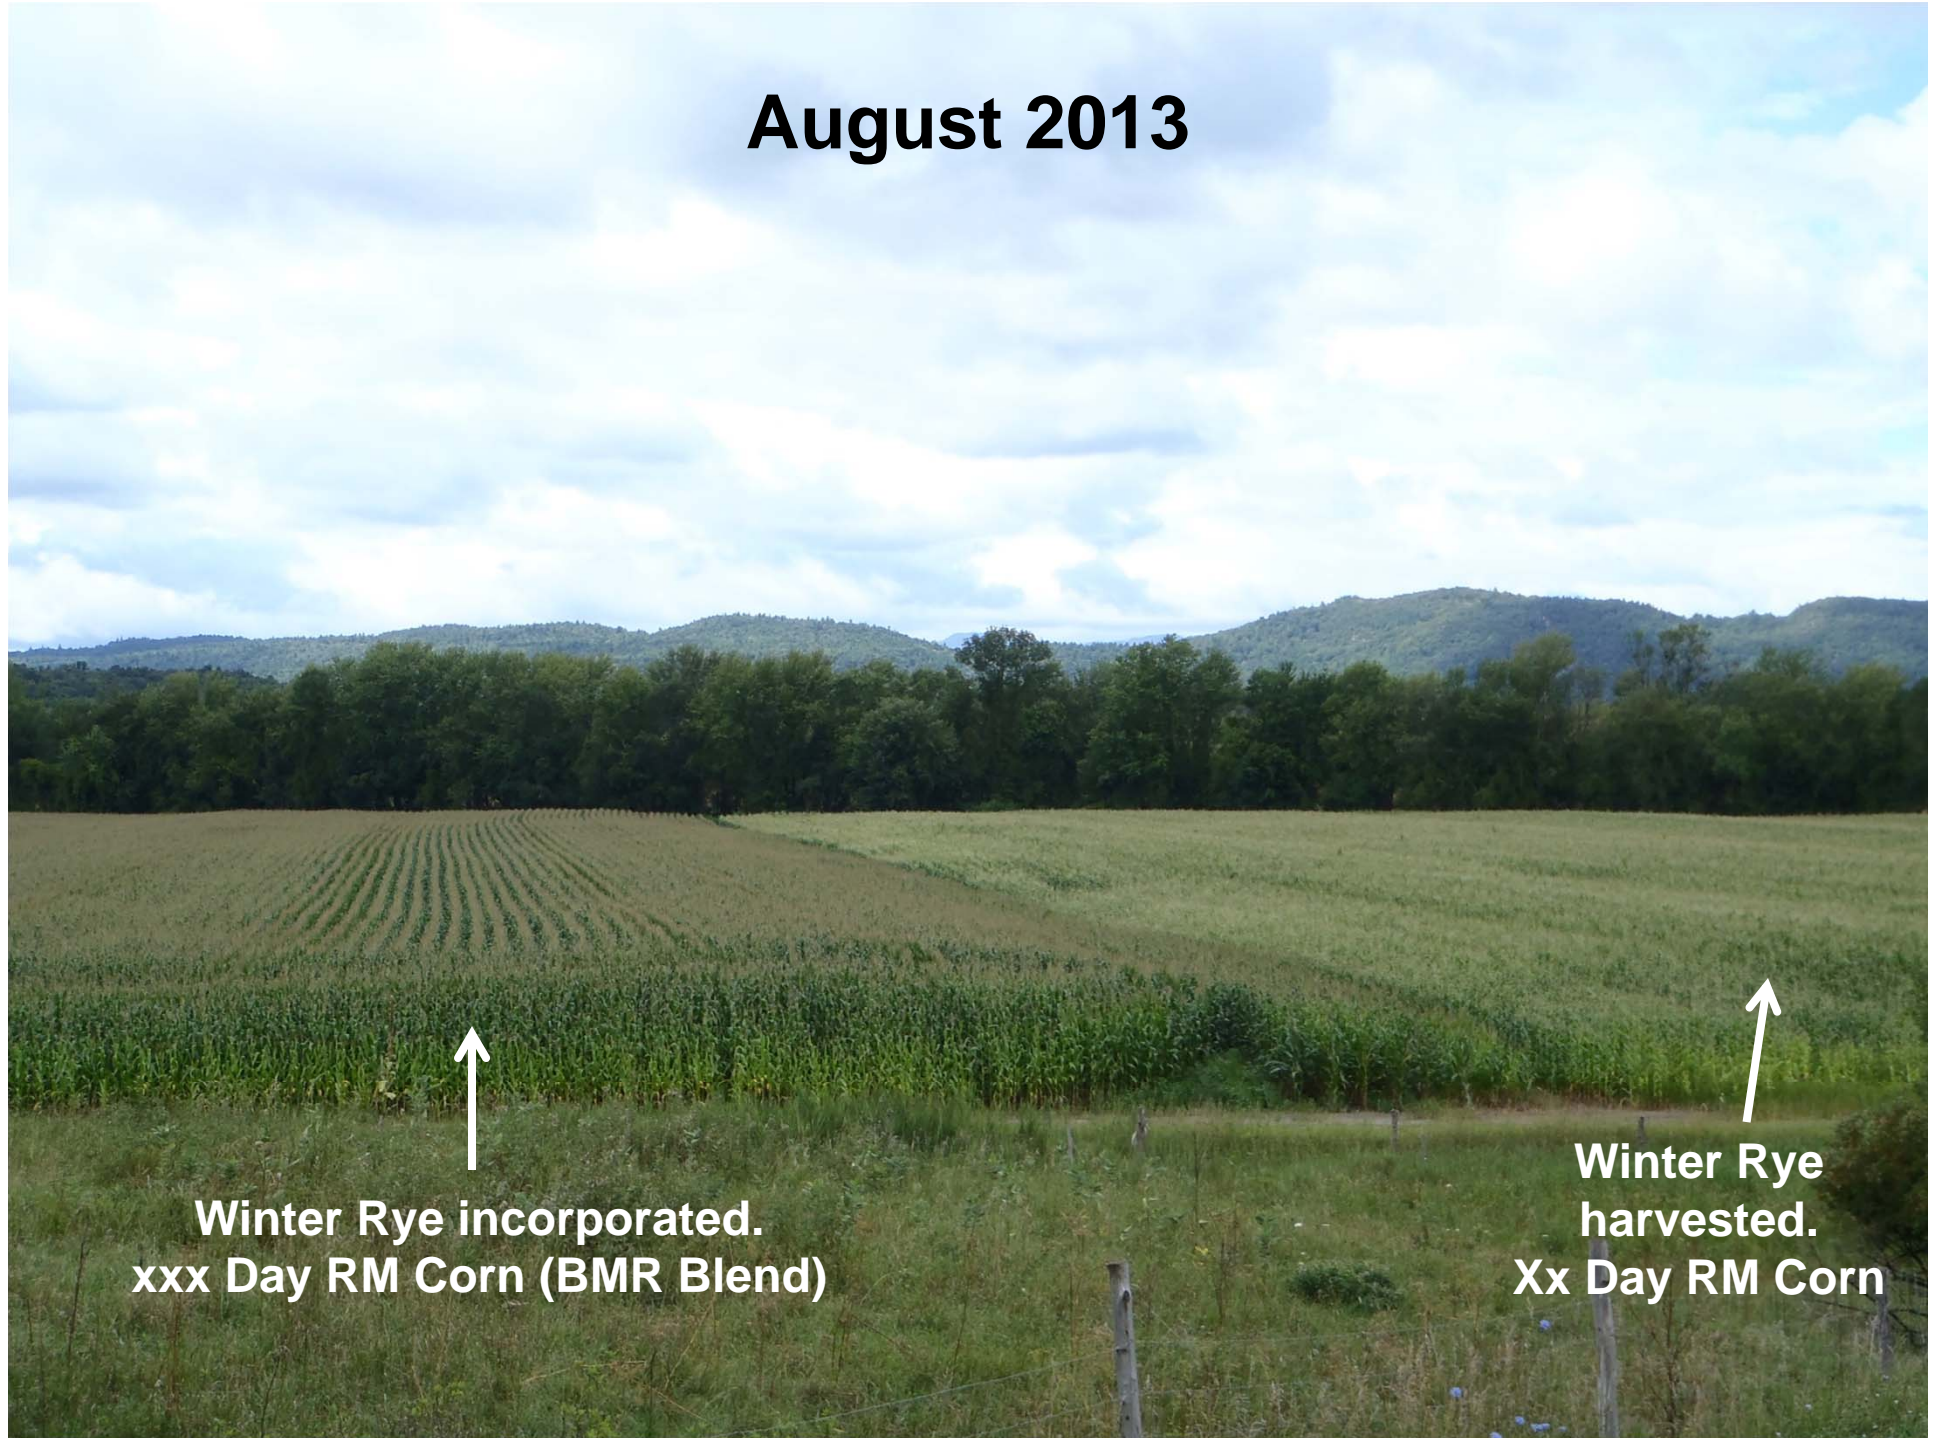 August 2013
Winter Rye incorporated.
xxx Day RM Corn (BMR Blend)
Winter Rye
harvested.
Xx Day RM Corn